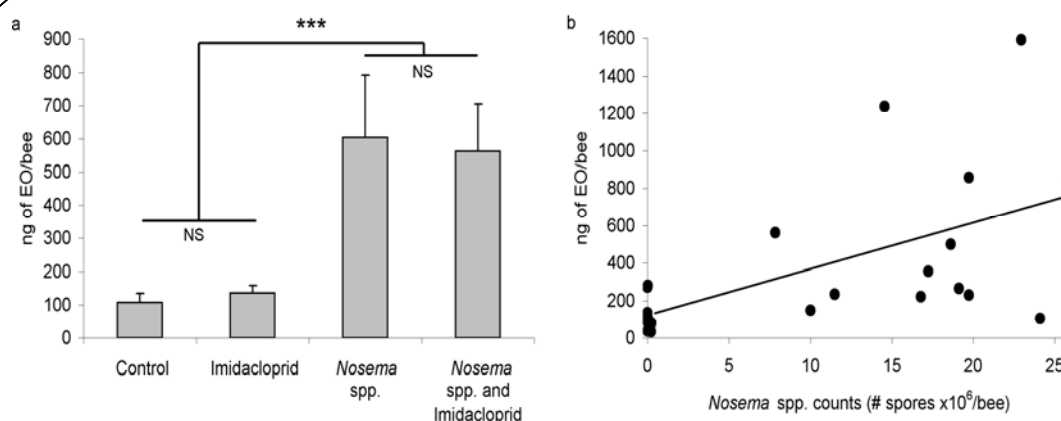 a
ng of EO/bee
900
800
700
600
500
400
300
200
100
0
***
NS
NS
Control
Imidacloprid
Nosema
spp.
Nosema
spp. and
Imidacloprid
b
ng of EO/bee
1600
1400
1200
1000
800
600
400
200
0
0
5
10
15
20
25
Nosema spp. counts (# spores x10⁶/bee)